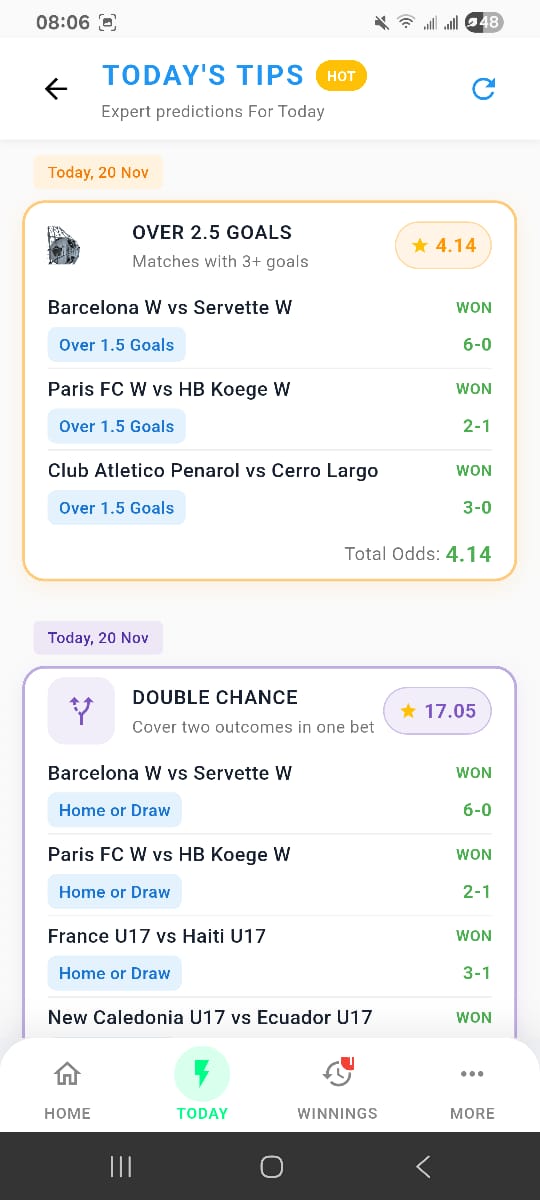 08:06
48
TODAY'S TIPS
HOT
Expert predictions For Today
Today, 20 Nov
OVER 2.5 GOALS
Matches with 3+ goals
4.14
Barcelona W vs Servette W
WON
Over 1.5 Goals
6-0
Paris FC W vs HB Koege W
WON
Over 1.5 Goals
2-1
Club Atletico Penarol vs Cerro Largo
WON
Over 1.5 Goals
3-0
Total Odds: 4.14
Today, 20 Nov
DOUBLE CHANCE
Cover two outcomes in one bet
17.05
Barcelona W vs Servette W
WON
Home or Draw
6-0
Paris FC W vs HB Koege W
WON
Home or Draw
2-1
France U17 vs Haiti U17
WON
Home or Draw
3-1
New Caledonia U17 vs Ecuador U17
WON
HOME
TODAY
WINNINGS
MORE